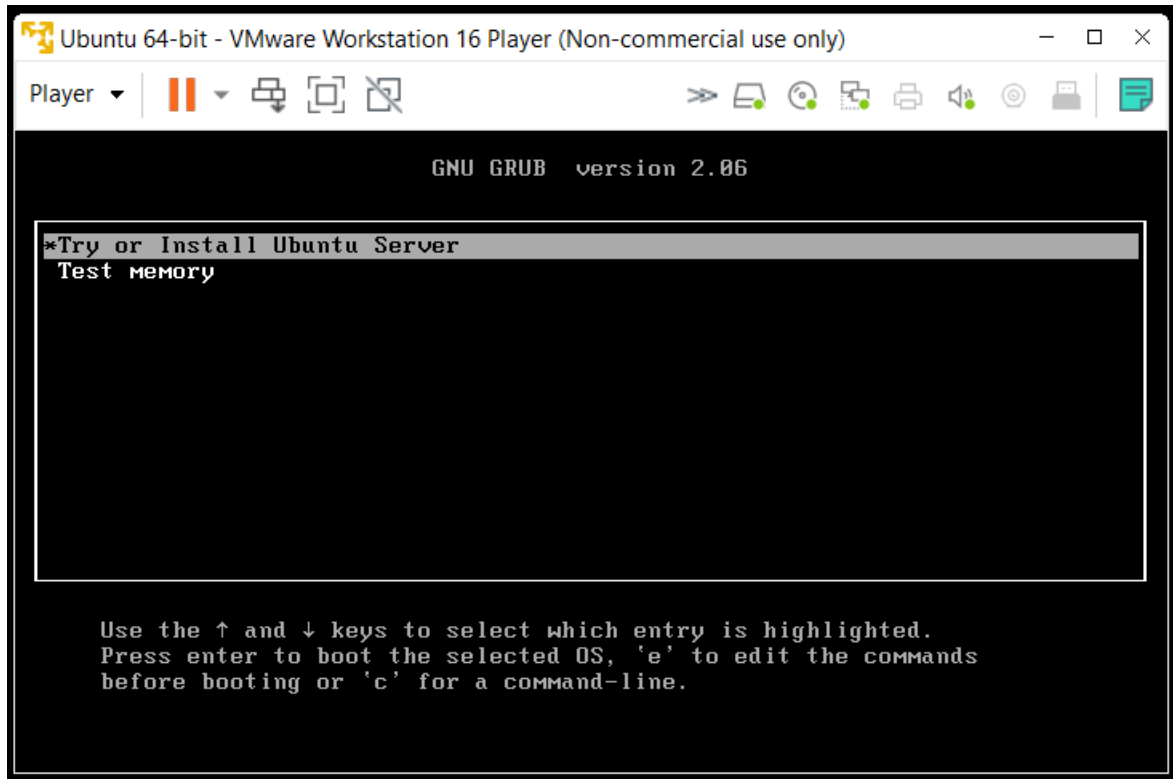 Ubuntu 64-bit - VMware Workstation 16 Player (Non-commercial use only)
Player
GNU GRUB version 2.06
*Try or Install Ubuntu Server
Test memory
Use the ↑ and ↓ keys to select which entry is highlighted.
Press enter to boot the selected OS, `e' to edit the commands
before booting or `c' for a command-line.